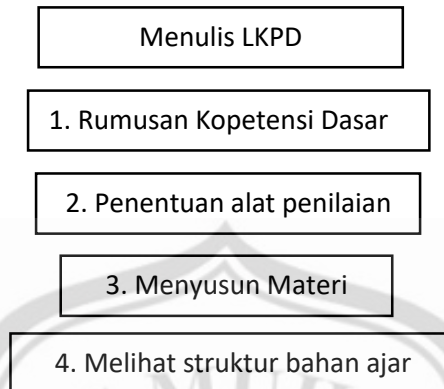 Menulis LKPD
1. Rumusan Kopetensi Dasar
2. Penentuan alat penilaian
3. Menyusun Materi
4. Melihat struktur bahan ajar